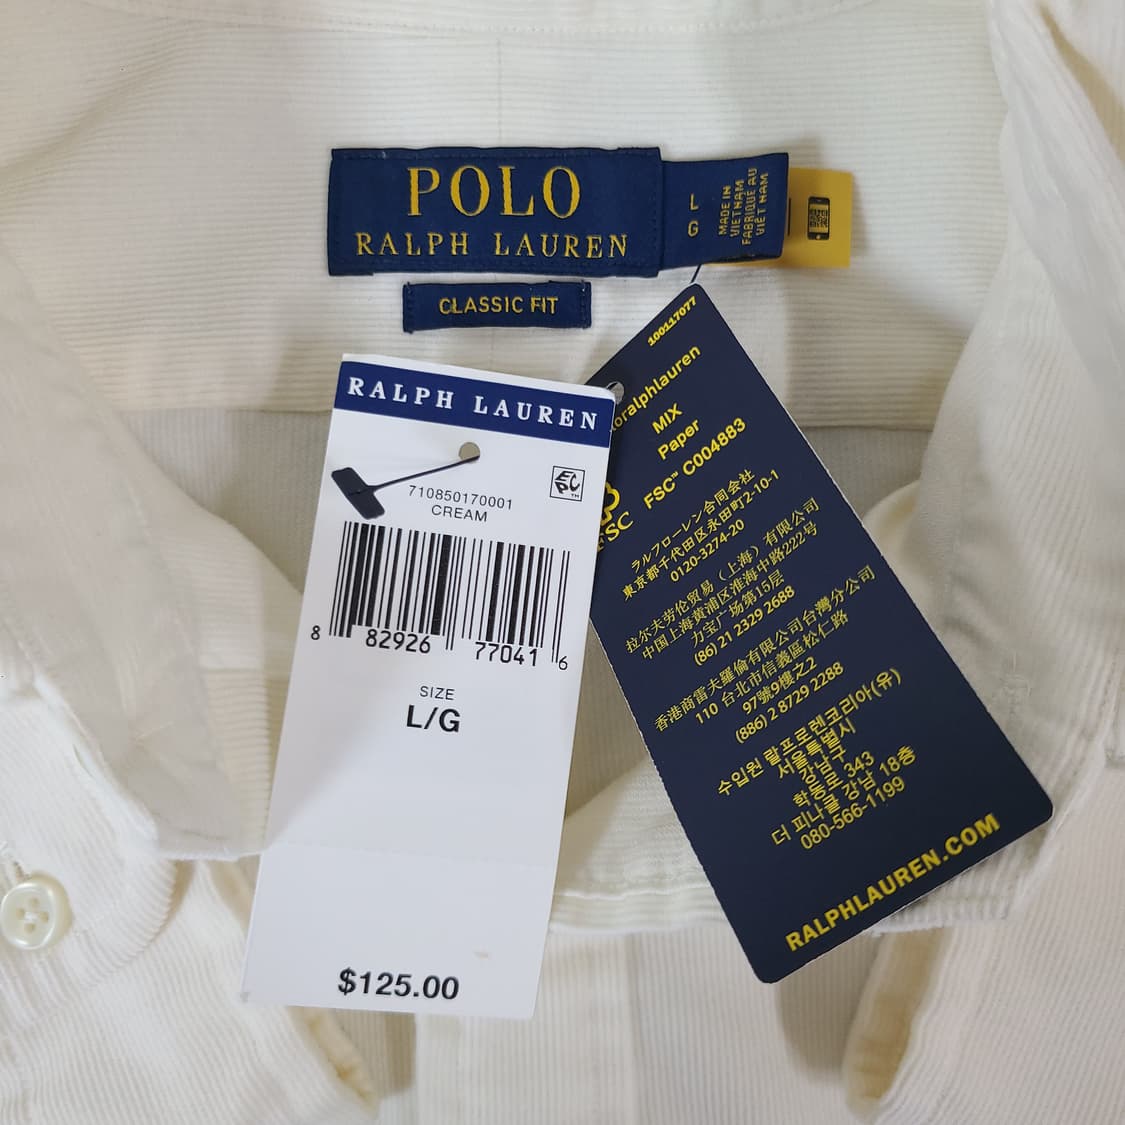 POLO
RALPH LAUREN
L
G
MADE IN
VIETNAM
FABRIQUÉ AU
VIÊT NAM
CLASSIC FIT
RALPH LAUREN
EC
PC
TM
710850170001
CREAM
8 82926 77041 6
SIZE
L/G
$125.00
100117077
oralphlauren
MIX
Paper
FSC™ C004883
FSC
ラルフローレン合同会社
東京都千代田区永田町2-10-1
0120-3274-20
拉尔夫劳伦贸易（上海）有限公司
中国上海黄浦区淮海中路222号
力宝广场第15层
(86) 21 2329 2688
香港商雷夫羅倫有限公司台灣分公司
110 台北市信義區松仁路
97號9樓之2
(886) 2 8729 2288
수입원 랄프로렌코리아(유)
서울특별시
강남구
학동로 343
더 피나클 강남 18층
080-566-1199
RALPHLAUREN.COM